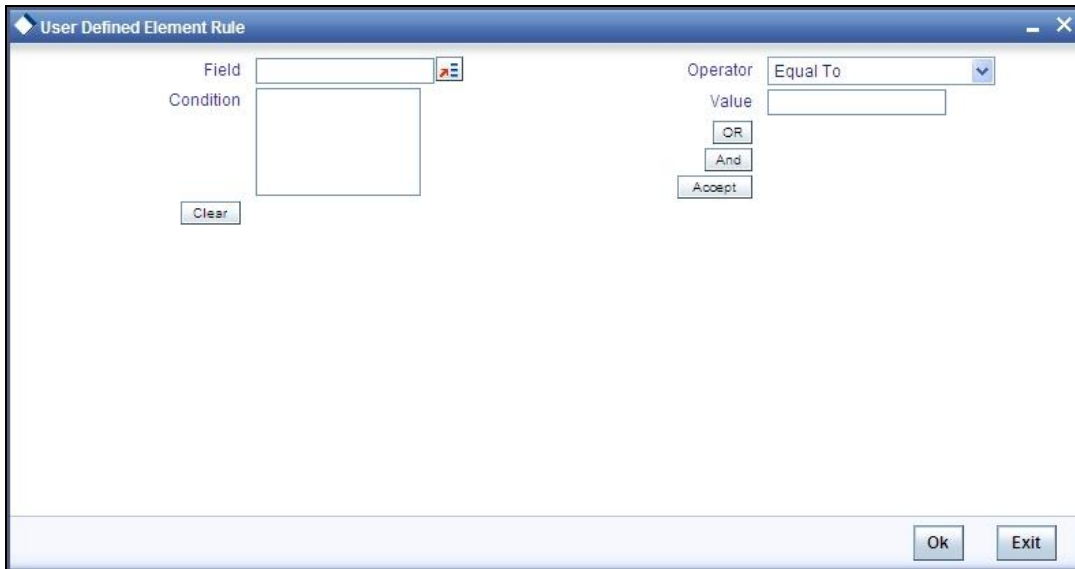 User Defined Element Rule
Field
Operator Equal To
Condition
Value
OR
And
Accept
Clear
Ok Exit